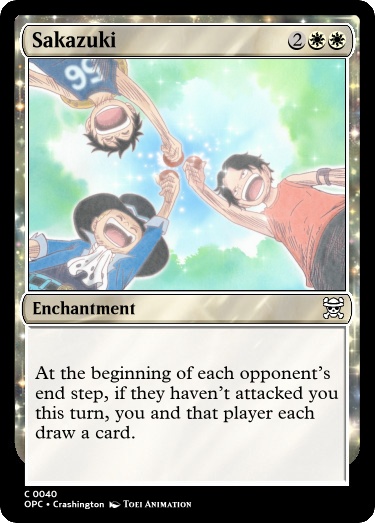 Sakazuki 2
99
Enchantment
At the beginning of each opponent's
end step, if they haven't attacked you
this turn, you and that player each
draw a card.
C 0040
OPC • Crashington Toei Animation